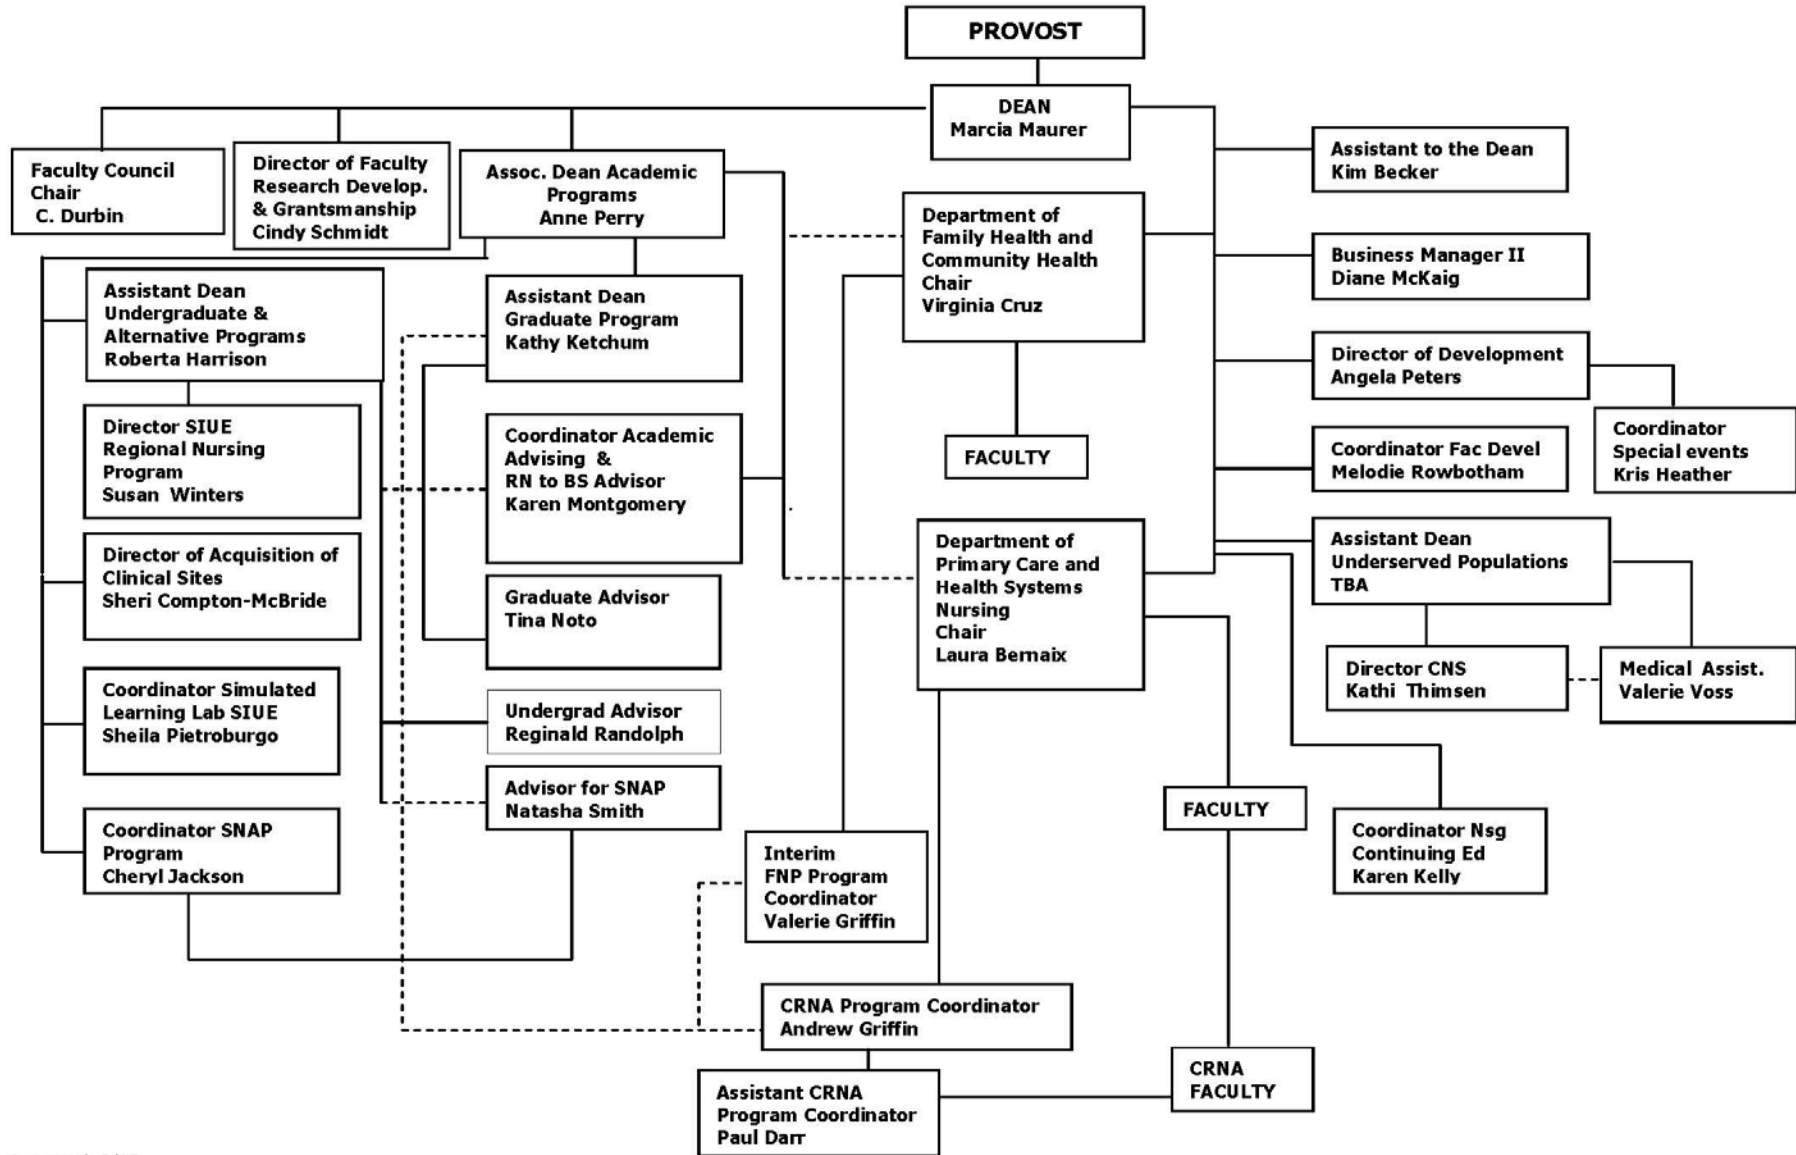 PROVOST
DEAN
Marcia Maurer
Faculty Council
Chair
C. Durbin
Director of Faculty
Research Develop.
& Grantsmanship
Cindy Schmidt
Assoc. Dean Academic
Programs
Anne Perry
Assistant to the Dean
Kim Becker
Department of
Family Health and
Community Health
Chair
Virginia Cruz
Business Manager II
Diane McKaig
Assistant Dean
Undergraduate &
Alternative Programs
Roberta Harrison
Assistant Dean
Graduate Program
Kathy Ketchum
Director of Development
Angela Peters
Director SIUE
Regional Nursing
Program
Susan Winters
Coordinator Academic
Advising &
RN to BS Advisor
Karen Montgomery
FACULTY
Coordinator Fac Devel
Melodie Rowbotham
Coordinator
Special events
Kris Heather
Director of Acquisition of
Clinical Sites
Sheri Compton-McBride
Graduate Advisor
Tina Noto
Department of
Primary Care and
Health Systems
Nursing
Chair
Laura Bernaix
Assistant Dean
Underserved Populations
TBA
Director CNS
Kathi Thimsen
Medical Assist.
Valerie Voss
Coordinator Simulated
Learning Lab SIUE
Sheila Pietroburgo
Undergrad Advisor
Reginald Randolph
Advisor for SNAP
Natasha Smith
Coordinator SNAP
Program
Cheryl Jackson
Interim
FNP Program
Coordinator
Valerie Griffin
FACULTY
Coordinator Nsg
Continuing Ed
Karen Kelly
CRNA Program Coordinator
Andrew Griffin
CRNA
FACULTY
Assistant CRNA
Program Coordinator
Paul Darr